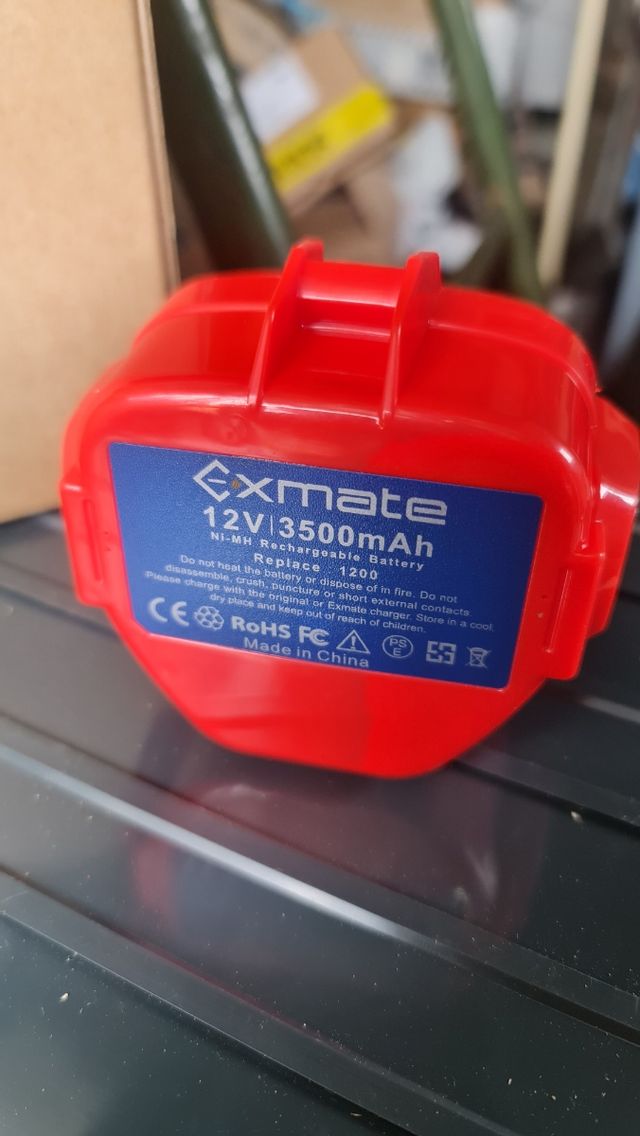 Exmate
12V|3500mAh
Ni-MH Rechargeable Battery
Replace 1200
Do not heat the battery or dispose of in fire. Do not
disassemble, crush, puncture or short external contacts
Please charge with the original or Exmate charger. Store in a cool
dry place and keep out of reach of children.
CE RoHS FC PS E
Made in China